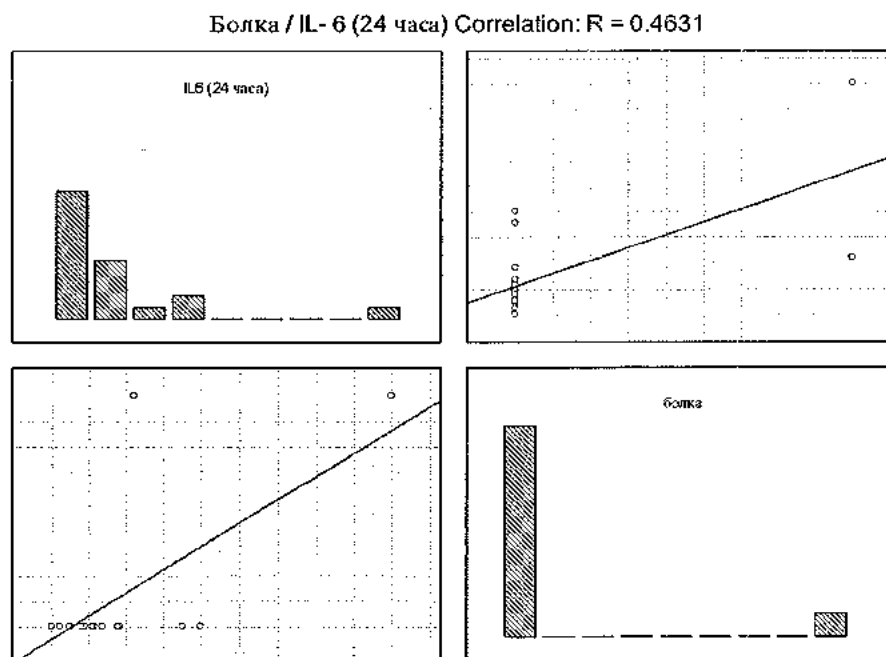 Болка / IL- 6 (24 часа) Correlation: R = 0.4631
IL6 (24 часа)
болка